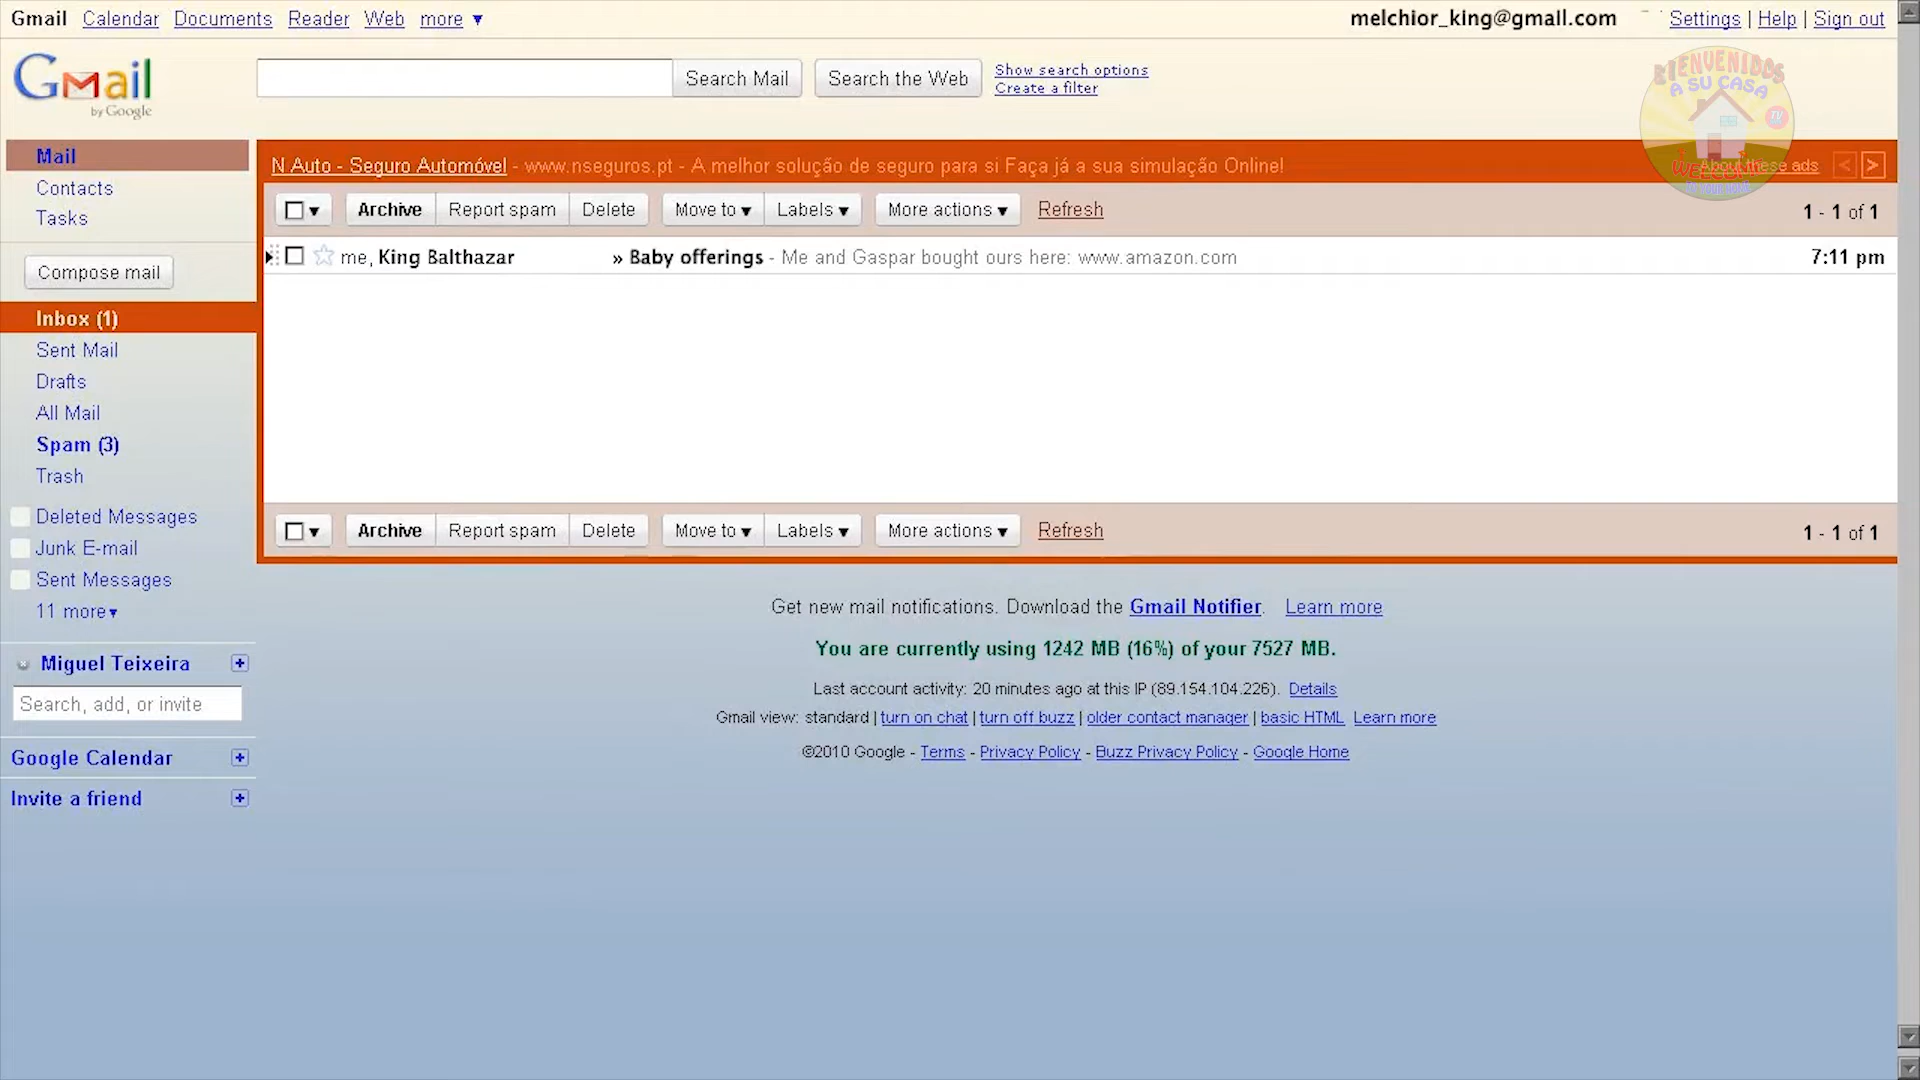 Gmail Calendar Documents Reader Web more ▼
melchior_king@gmail.com Settings | Help | Sign out
Gmail
by Google
Search Mail Search the Web
Show search options
Create a filter
BIENVENIDOS
A SU CASA
TV
WELCOME
TO YOUR HOUSE
Mail
Contacts
Tasks
Compose mail
Inbox (1)
Sent Mail
Drafts
All Mail
Spam (3)
Trash
Deleted Messages
Junk E-mail
Sent Messages
11 more▾
Miguel Teixeira
Search, add, or invite
Google Calendar
Invite a friend
N Auto - Seguro Automóvel - www.nseguros.pt - A melhor solução de seguro para si Faça já a sua simulação Online! About these ads < >
Archive Report spam Delete Move to ▾ Labels ▾ More actions ▾ Refresh 1 - 1 of 1
me, King Balthazar » Baby offerings - Me and Gaspar bought ours here: www.amazon.com 7:11 pm
Archive Report spam Delete Move to ▾ Labels ▾ More actions ▾ Refresh 1 - 1 of 1
Get new mail notifications. Download the Gmail Notifier. Learn more
You are currently using 1242 MB (16%) of your 7527 MB.
Last account activity: 20 minutes ago at this IP (89.154.104.226). Details
Gmail view: standard | turn on chat | turn off buzz | older contact manager | basic HTML Learn more
©2010 Google - Terms - Privacy Policy - Buzz Privacy Policy - Google Home